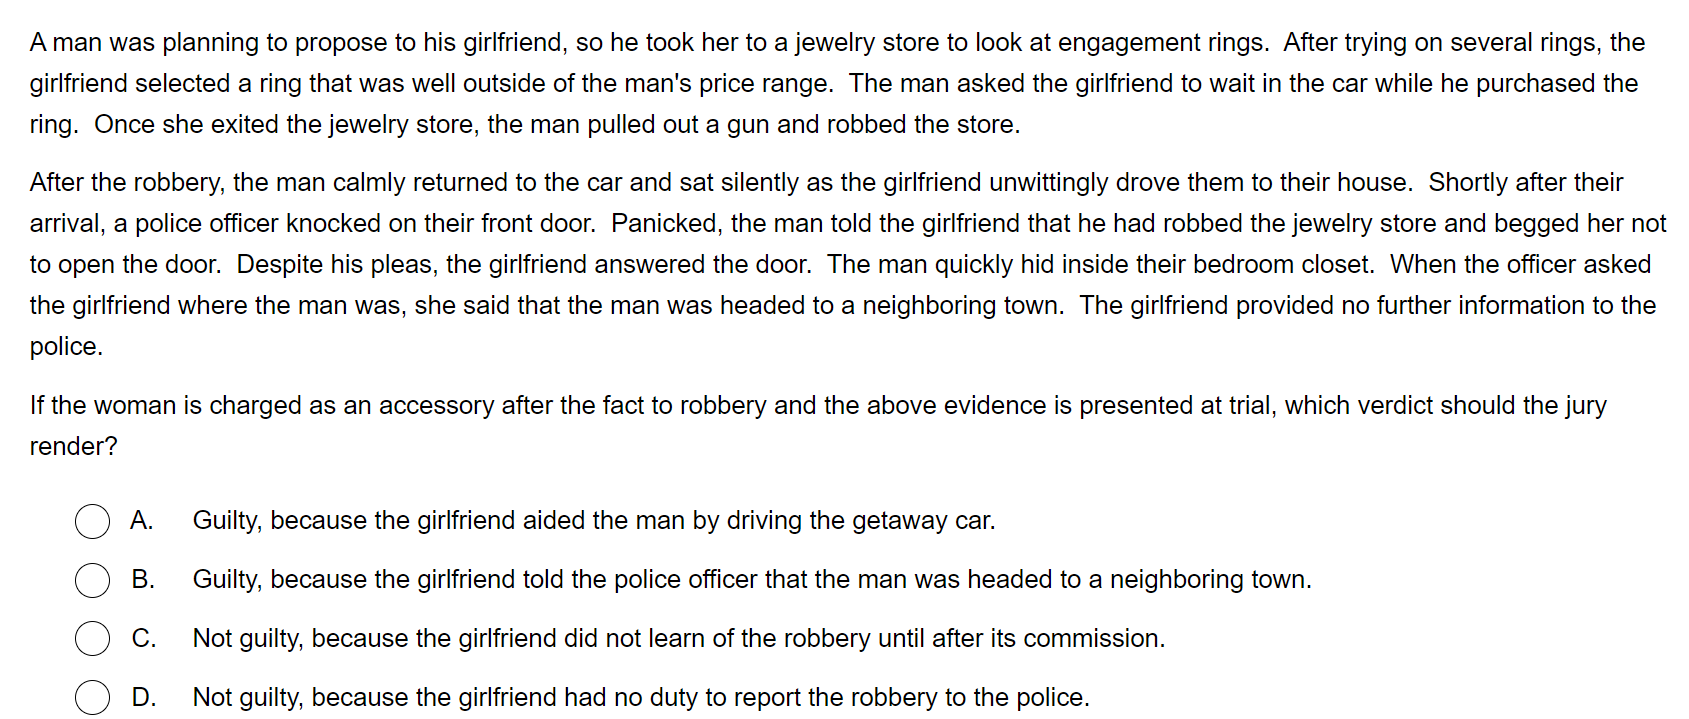 A man was planning to propose to his girlfriend, so he took her to a jewelry store to look at engagement rings.  After trying on several rings, the
girlfriend selected a ring that was well outside of the man's price range.  The man asked the girlfriend to wait in the car while he purchased the
ring.  Once she exited the jewelry store, the man pulled out a gun and robbed the store.
After the robbery, the man calmly returned to the car and sat silently as the girlfriend unwittingly drove them to their house.  Shortly after their
arrival, a police officer knocked on their front door.  Panicked, the man told the girlfriend that he had robbed the jewelry store and begged her not
to open the door.  Despite his pleas, the girlfriend answered the door.  The man quickly hid inside their bedroom closet.  When the officer asked
the girlfriend where the man was, she said that the man was headed to a neighboring town.  The girlfriend provided no further information to the
police.
If the woman is charged as an accessory after the fact to robbery and the above evidence is presented at trial, which verdict should the jury
render?
A. Guilty, because the girlfriend aided the man by driving the getaway car.
B. Guilty, because the girlfriend told the police officer that the man was headed to a neighboring town.
C. Not guilty, because the girlfriend did not learn of the robbery until after its commission.
D. Not guilty, because the girlfriend had no duty to report the robbery to the police.